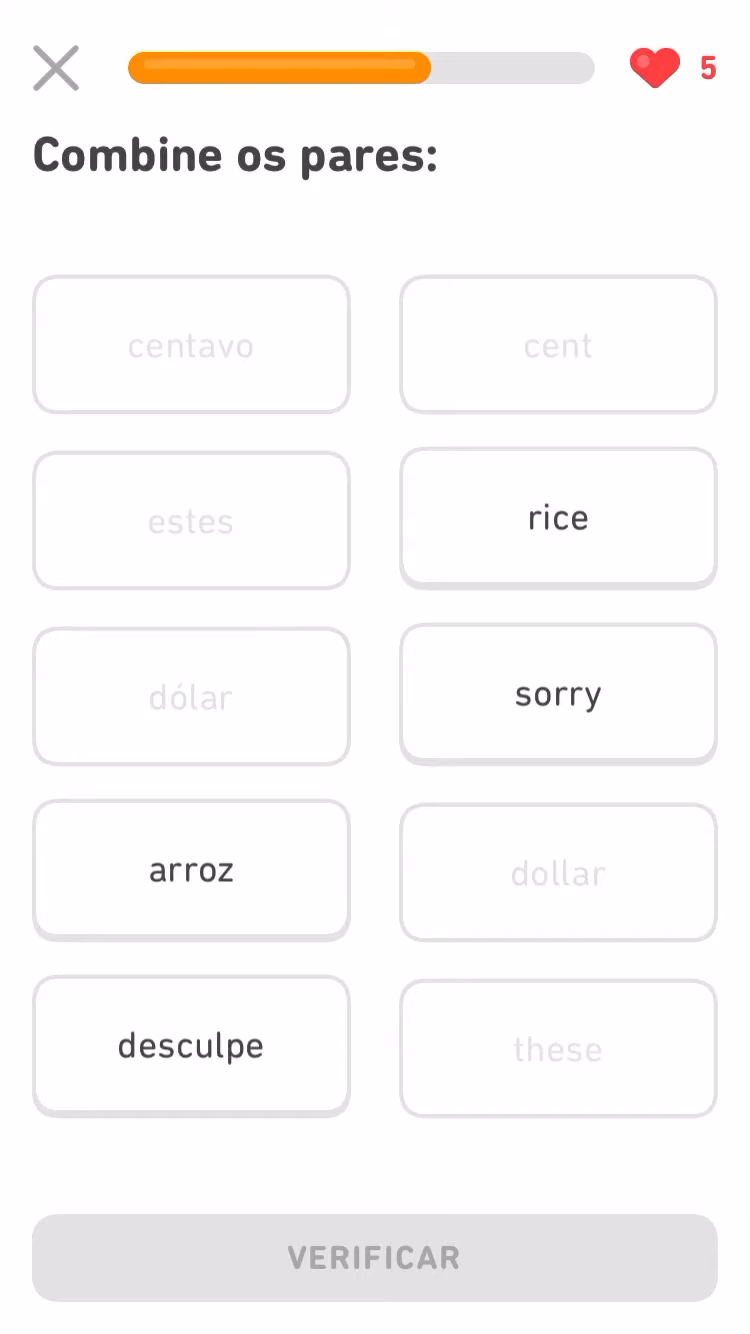 5
Combine os pares:
centavo
cent
estes
rice
dólar
sorry
arroz
dollar
desculpe
these
VERIFICAR